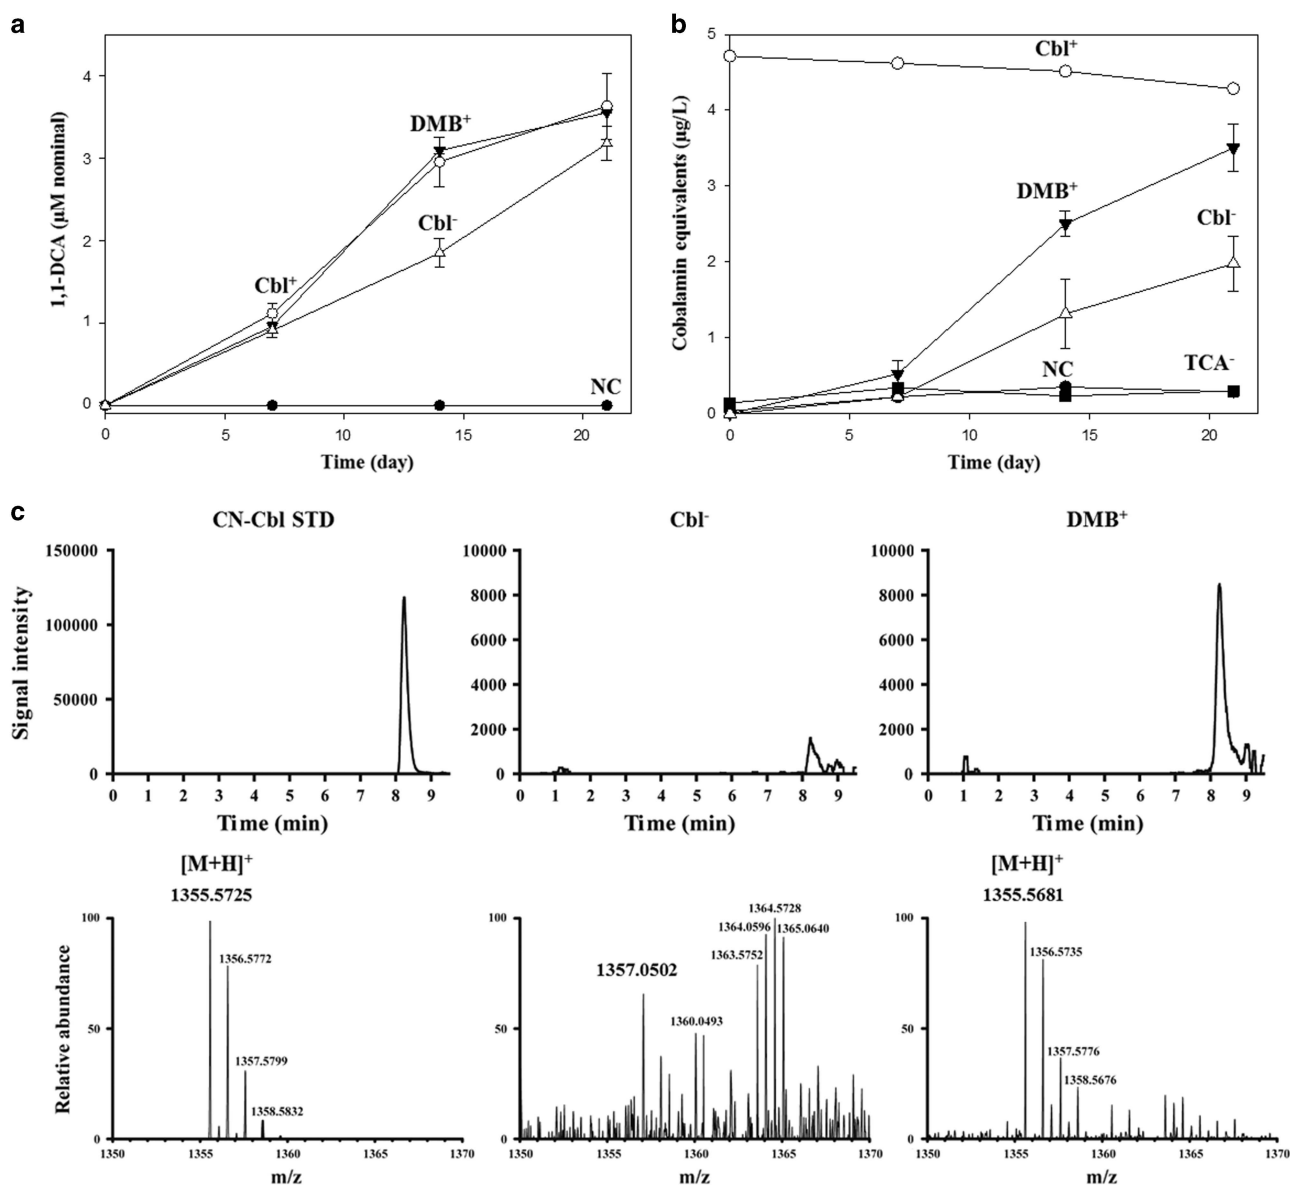 a
4
3
2
1
0
1,1-DCA (µM nominal)
DMB+
Cbl-
Cbl+
NC
0 5 10 15 20
Time (day)
b
5
4
3
2
1
0
Cobalamin equivalents (µg/L)
Cbl+
DMB+
Cbl-
NC
TCA-
0 5 10 15 20
Time (day)
c
CN-Cbl STD
150000
100000
50000
0
Signal intensity
0 1 2 3 4 5 6 7 8 9
Time (min)
Cbl-
10000
8000
6000
4000
2000
0
0 1 2 3 4 5 6 7 8 9
Time (min)
DMB+
10000
8000
6000
4000
2000
0
0 1 2 3 4 5 6 7 8 9
Time (min)
[M+H]+
1355.5725
1356.5772
1357.5799
1358.5832
100
50
0
Relative abundance
1350 1355 1360 1365 1370
m/z
1364.5728
1364.0596
1365.0640
1363.5752
1357.0502
1360.0493
100
50
0
1350 1355 1360 1365 1370
m/z
[M+H]+
1355.5681
1356.5735
1357.5776
1358.5676
100
50
0
1350 1355 1360 1365 1370
m/z